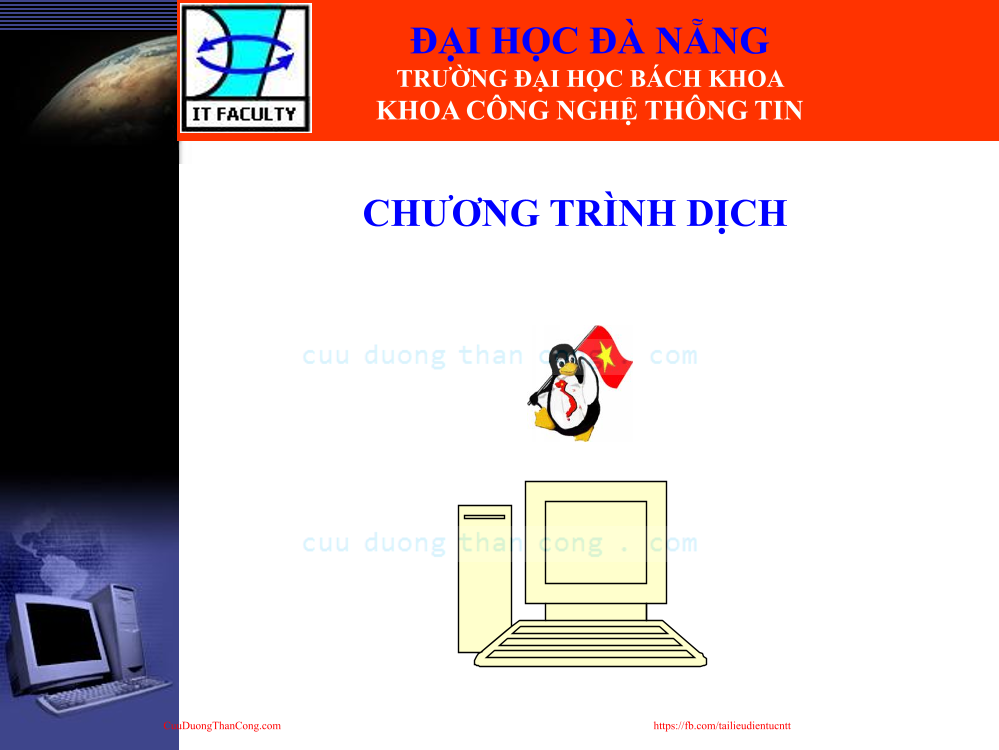 IT FACULTY
ĐẠI HỌC ĐÀ NẴNG
TRƯỜNG ĐẠI HỌC BÁCH KHOA
KHOA CÔNG NGHỆ THÔNG TIN
CHƯƠNG TRÌNH DỊCH
cuu duong than cong . com
cuu duong than cong . com
CuuDuongThanCong.com
https://fb.com/tailieudientucntt